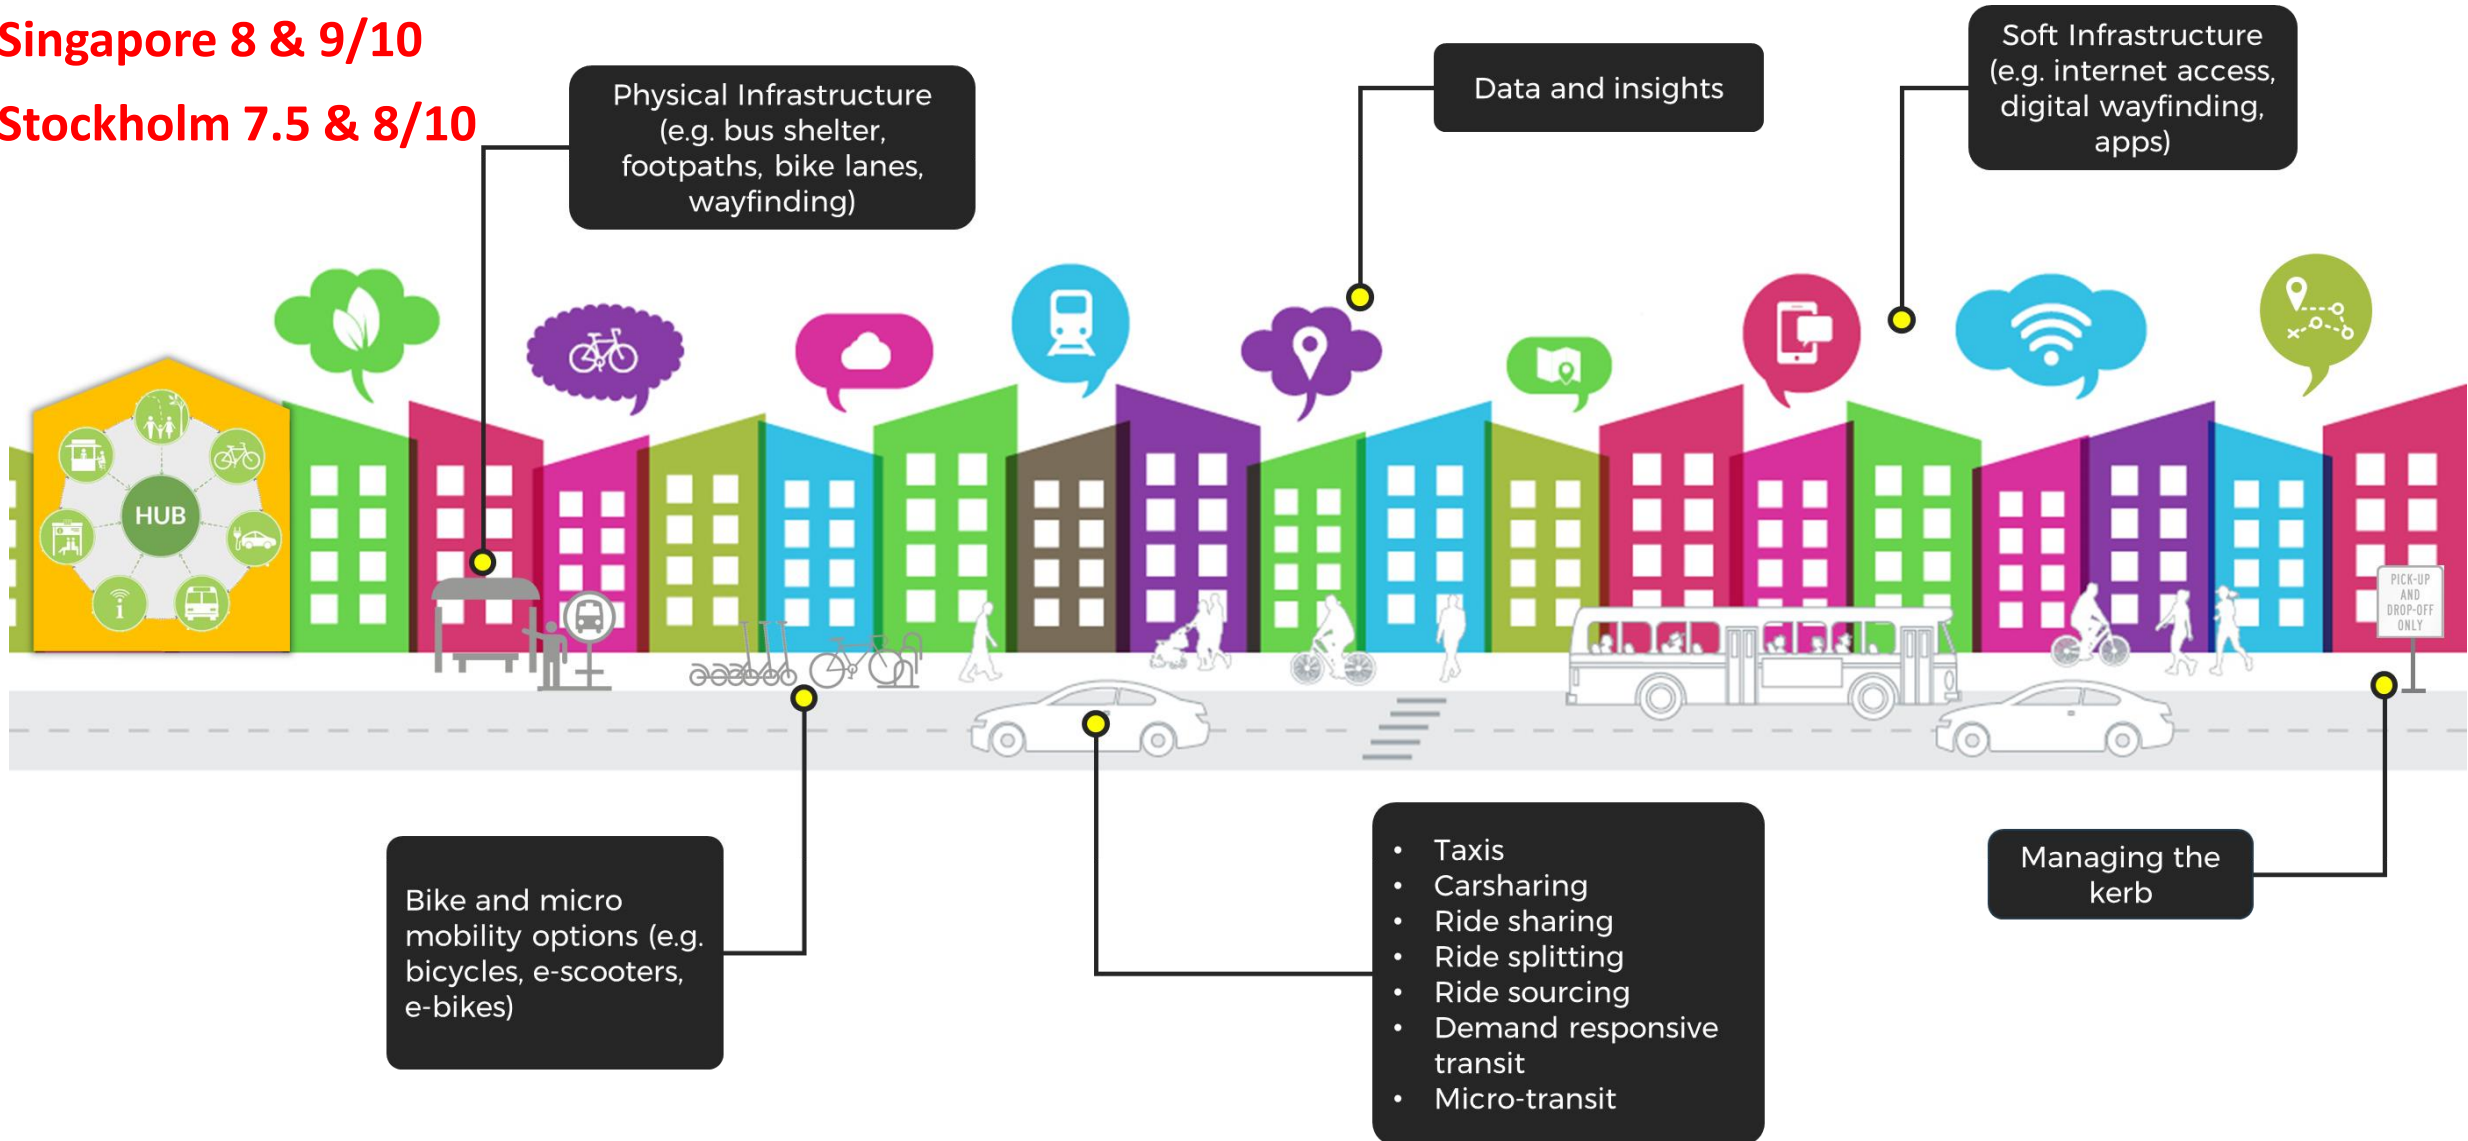 Singapore 8 & 9/10
Stockholm 7.5 & 8/10
Physical Infrastructure
(e.g. bus shelter,
footpaths, bike lanes,
wayfinding)
Data and insights
Soft Infrastructure
(e.g. internet access,
digital wayfinding,
apps)
HUB
i
PICK-UP
AND
DROP-OFF
ONLY
Bike and micro
mobility options (e.g.
bicycles, e-scooters,
e-bikes)
• Taxis
• Carsharing
• Ride sharing
• Ride splitting
• Ride sourcing
• Demand responsive
transit
• Micro-transit
Managing the
kerb